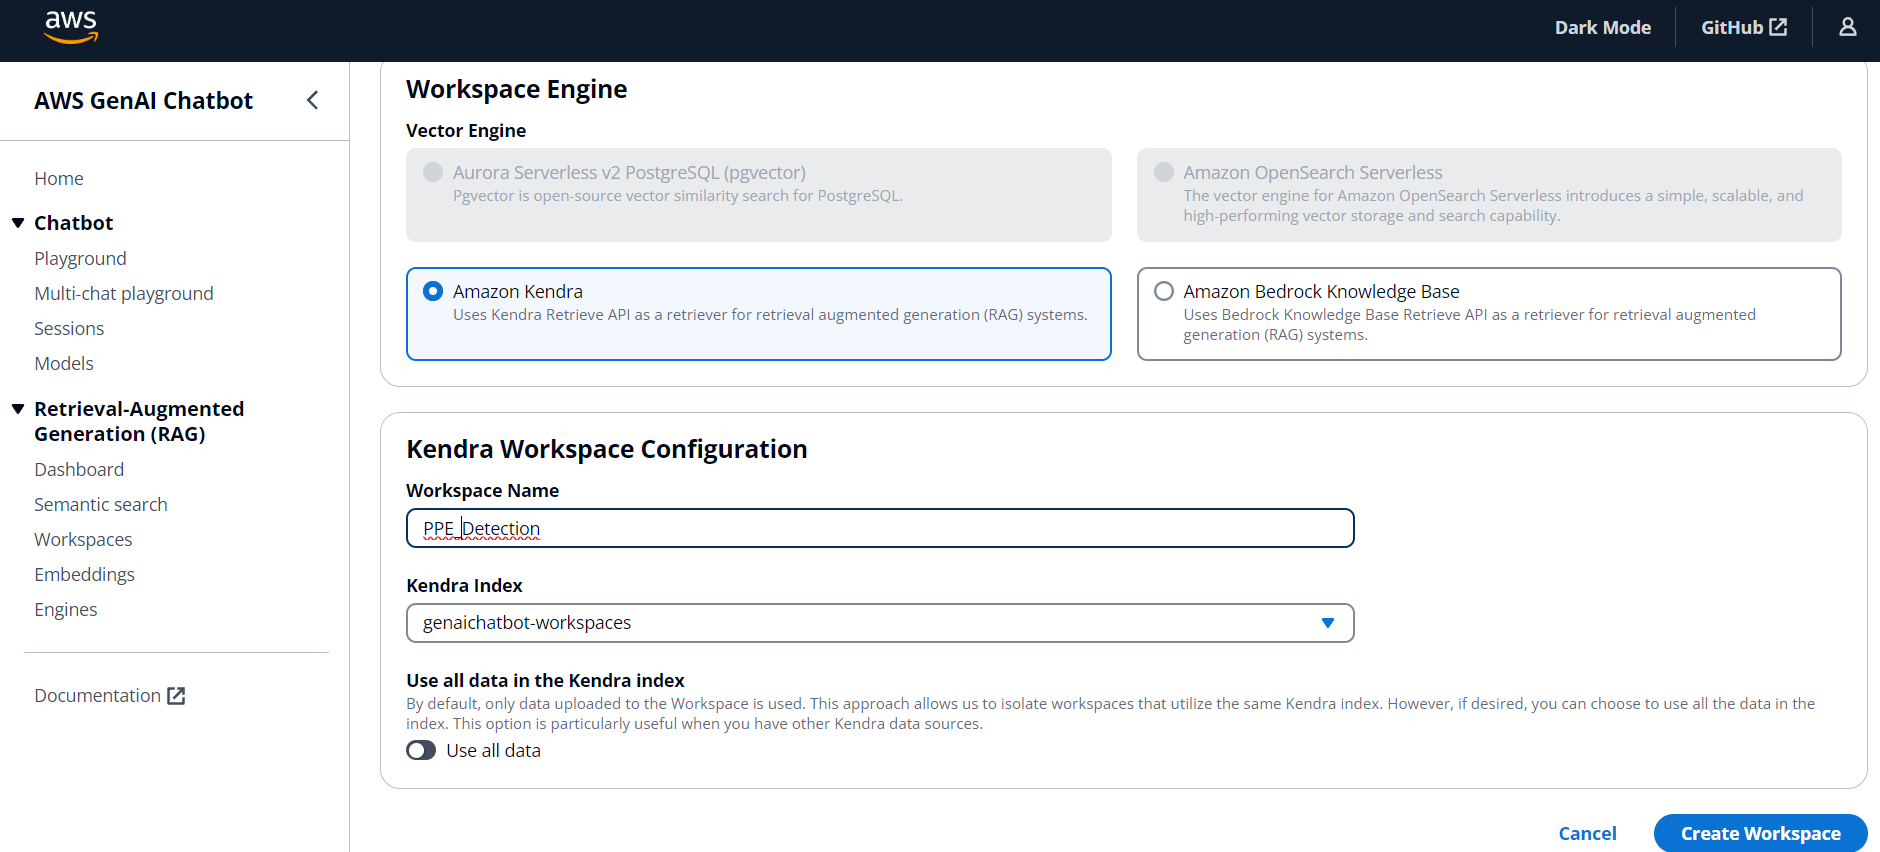 aws
Dark Mode
GitHub
AWS GenAI Chatbot
Home
Chatbot
Playground
Multi-chat playground
Sessions
Models
Retrieval-Augmented
Generation (RAG)
Dashboard
Semantic search
Workspaces
Embeddings
Engines
Documentation
Workspace Engine
Vector Engine
Aurora Serverless v2 PostgreSQL (pgvector)
Pgvector is open-source vector similarity search for PostgreSQL.
Amazon OpenSearch Serverless
The vector engine for Amazon OpenSearch Serverless introduces a simple, scalable, and
high-performing vector storage and search capability.
Amazon Kendra
Uses Kendra Retrieve API as a retriever for retrieval augmented generation (RAG) systems.
Amazon Bedrock Knowledge Base
Uses Bedrock Knowledge Base Retrieve API as a retriever for retrieval augmented
generation (RAG) systems.
Kendra Workspace Configuration
Workspace Name
PPE_Detection
Kendra Index
genaichatbot-workspaces
Use all data in the Kendra index
By default, only data uploaded to the Workspace is used. This approach allows us to isolate workspaces that utilize the same Kendra index. However, if desired, you can choose to use all the data in the
index. This option is particularly useful when you have other Kendra data sources.
Use all data
Cancel
Create Workspace